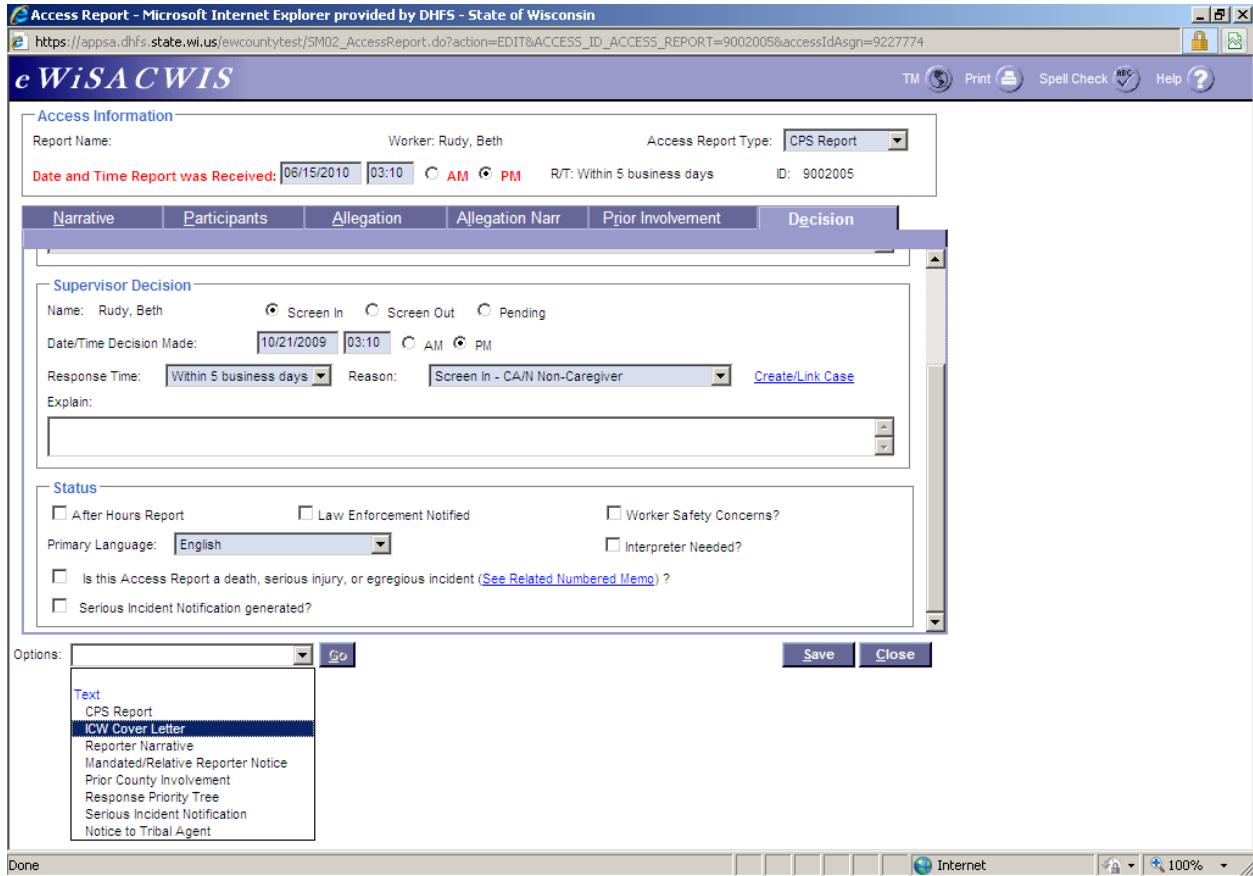 Access Report - Microsoft Internet Explorer provided by DHFS - State of Wisconsin
https://appsa.dhfs.state.wi.us/ewcountytest/SM02_AccessReport.do?action=EDIT&ACCESS_ID_ACCESS_REPORT=9002005&accessIdAsgn=9227774
eWiSACWIS TM Print Spell Check ABC Help ?
Access Information
Report Name: Worker: Rudy, Beth Access Report Type: CPS Report
Date and Time Report was Received: 06/15/2010 03:10 AM PM R/T: Within 5 business days ID: 9002005
Narrative Participants Allegation Allegation Narr Prior Involvement Decision
Supervisor Decision
Name: Rudy, Beth Screen In Screen Out Pending
Date/Time Decision Made: 10/21/2009 03:10 AM PM
Response Time: Within 5 business days Reason: Screen In - CA/N Non-Caregiver Create/Link Case
Explain:
Status
After Hours Report Law Enforcement Notified Worker Safety Concerns?
Primary Language: English Interpreter Needed?
Is this Access Report a death, serious injury, or egregious incident (See Related Numbered Memo) ?
Serious Incident Notification generated?
Options: Go Save Close
Text
CPS Report
ICW Cover Letter
Reporter Narrative
Mandated/Relative Reporter Notice
Prior County Involvement
Response Priority Tree
Serious Incident Notification
Notice to Tribal Agent
Done Internet 100%